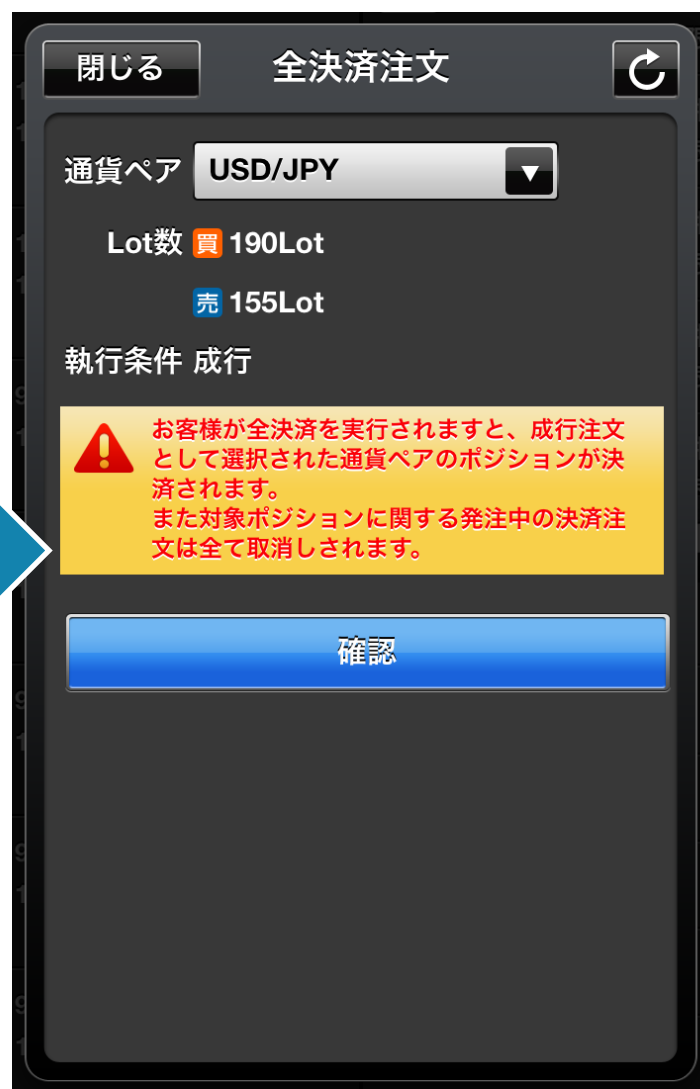 閉じる 全決済注文
通貨ペア USD/JPY
Lot数 買 190Lot
売 155Lot
執行条件 成行
お客様が全決済を実行されますと、成行注文
として選択された通貨ペアのポジションが決
済されます。
また対象ポジションに関する発注中の決済注
文は全て取消しされます。
確認